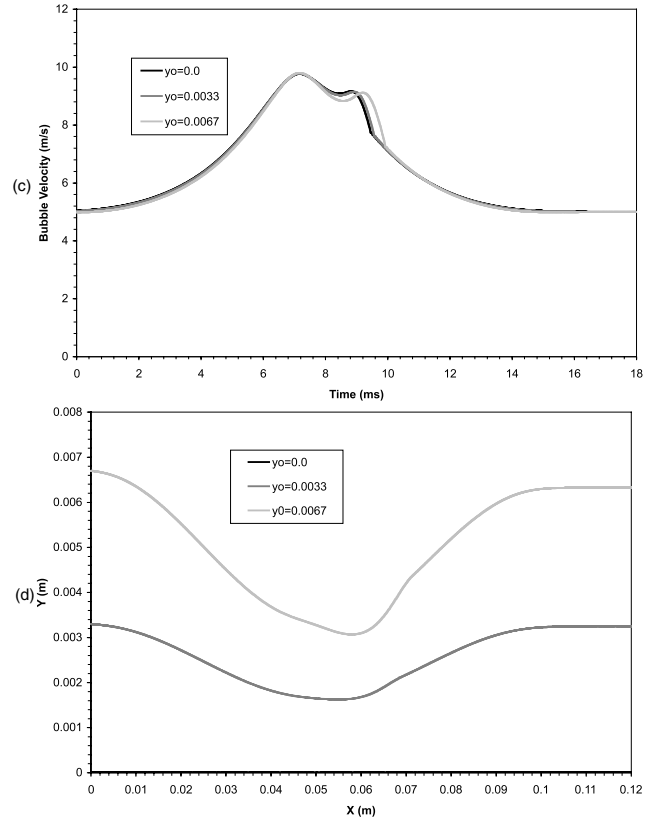 12
yo=0.0
10
yo=0.0033
yo=0.0067
8
(c)
Bubble Velocity (m/s)
6
4
2
0
0 2 4 6 8 10 12 14 16 18
Time (ms)
0.008
0.007
yo=0.0
yo=0.0033
0.006
y0=0.0067
0.005
(d)
Y (m)
0.004
0.003
0.002
0.001
0
0 0.01 0.02 0.03 0.04 0.05 0.06 0.07 0.08 0.09 0.1 0.11 0.12
X (m)